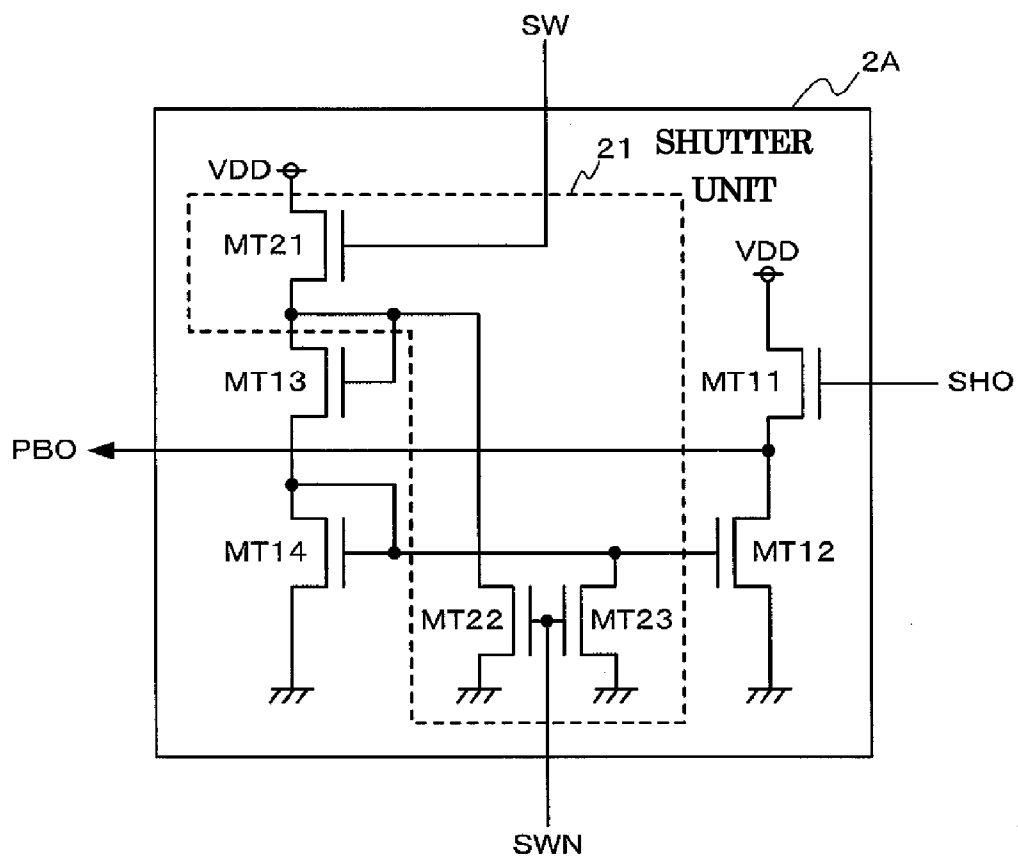 SW
2A
21
SHUTTER
UNIT
VDD
MT21
VDD
MT13
MT11
SHO
PBO
MT14
MT12
MT22
MT23
SWN